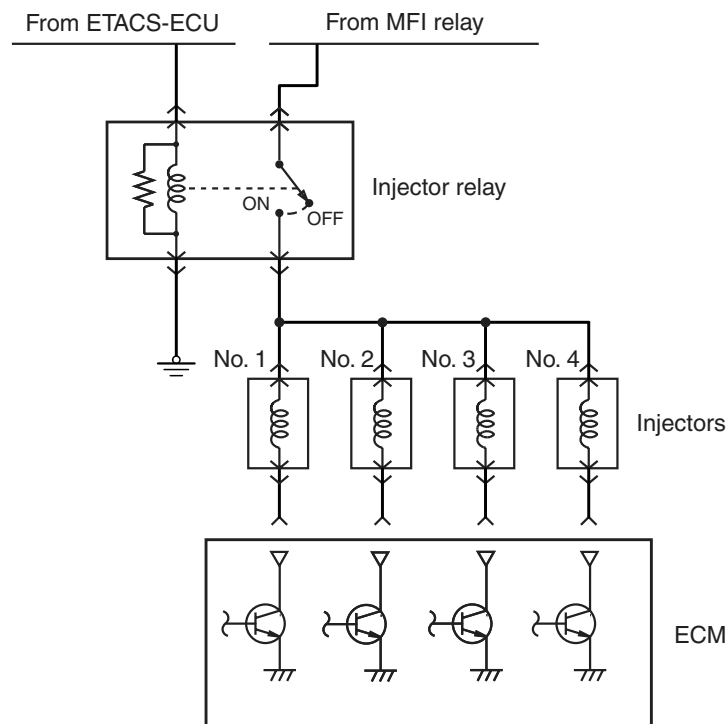 From ETACS-ECU
From MFI relay
Injector relay
ON
OFF
No. 1
No. 2
No. 3
No. 4
Injectors
ECM